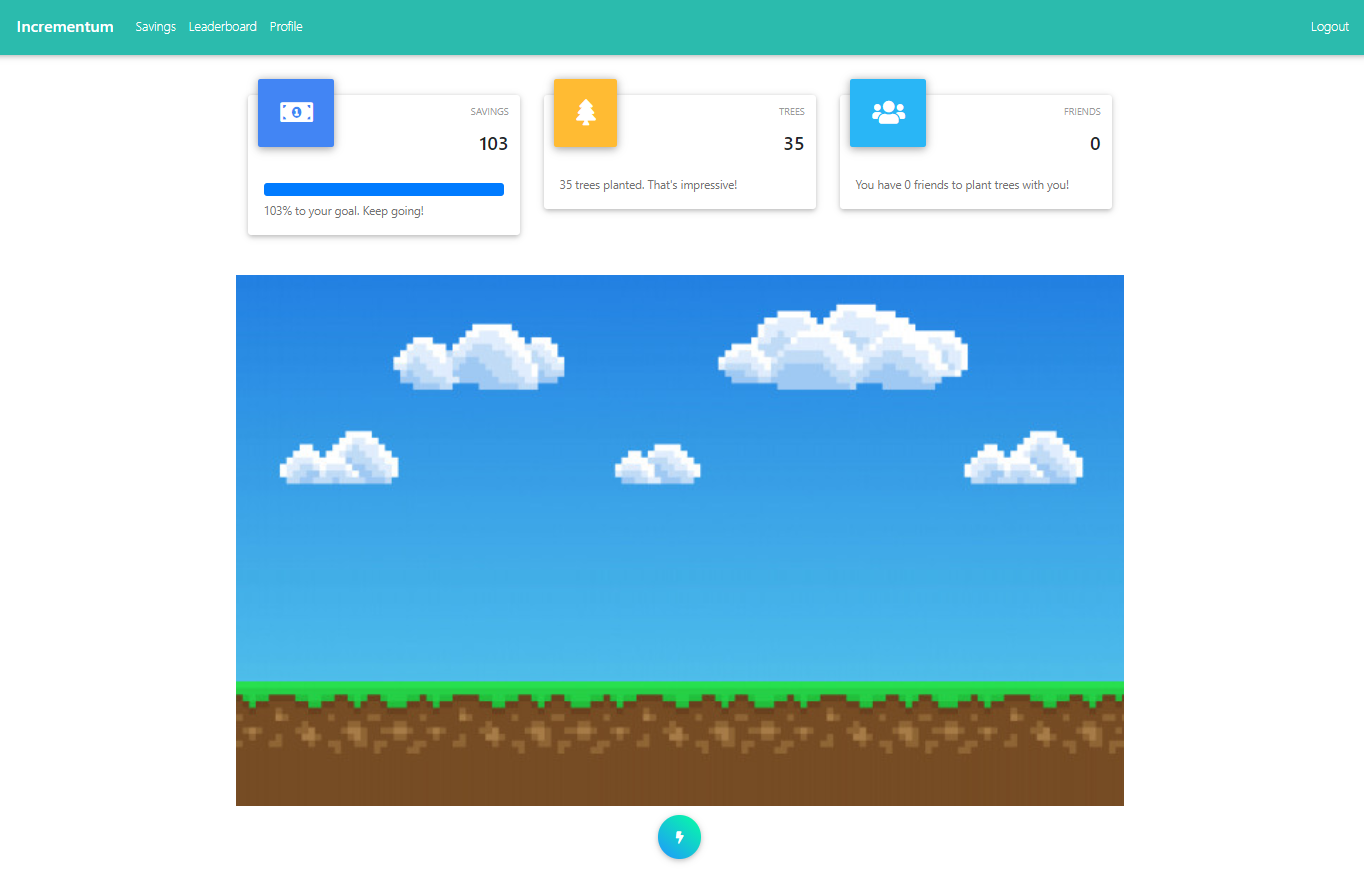 Incrementum Savings Leaderboard Profile Logout
SAVINGS
103
103% to your goal. Keep going!
TREES
35
35 trees planted. That's impressive!
FRIENDS
0
You have 0 friends to plant trees with you!